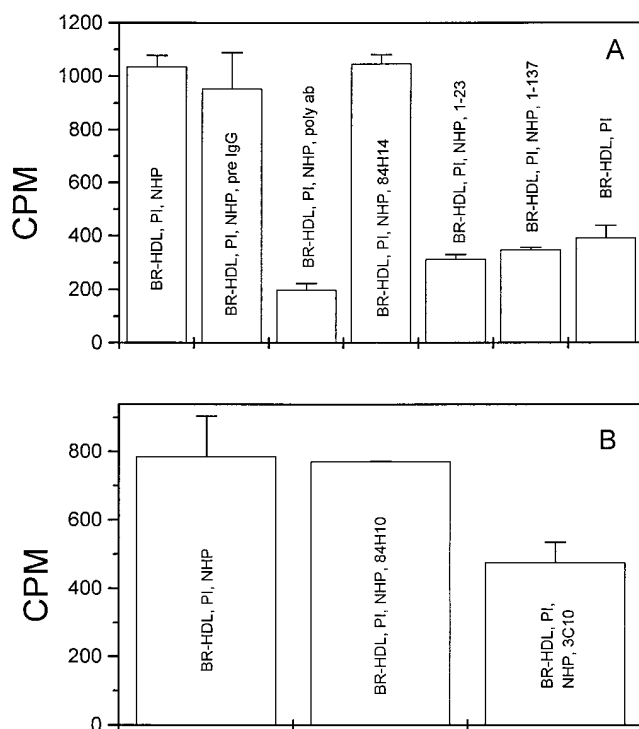 A
CPM
1200
1000
800
600
400
200
0
BR-HDL, PI, NHP
BR-HDL, PI, NHP, pre IgG
BR-HDL, PI, NHP, poly ab
BR-HDL, PI, NHP, 84H14
BR-HDL, PI, NHP, 1-23
BR-HDL, PI, NHP, 1-137
BR-HDL, PI
B
CPM
800
600
400
200
0
BR-HDL, PI, NHP
BR-HDL, PI, NHP, 84H10
BR-HDL, PI,
NHP, 3C10